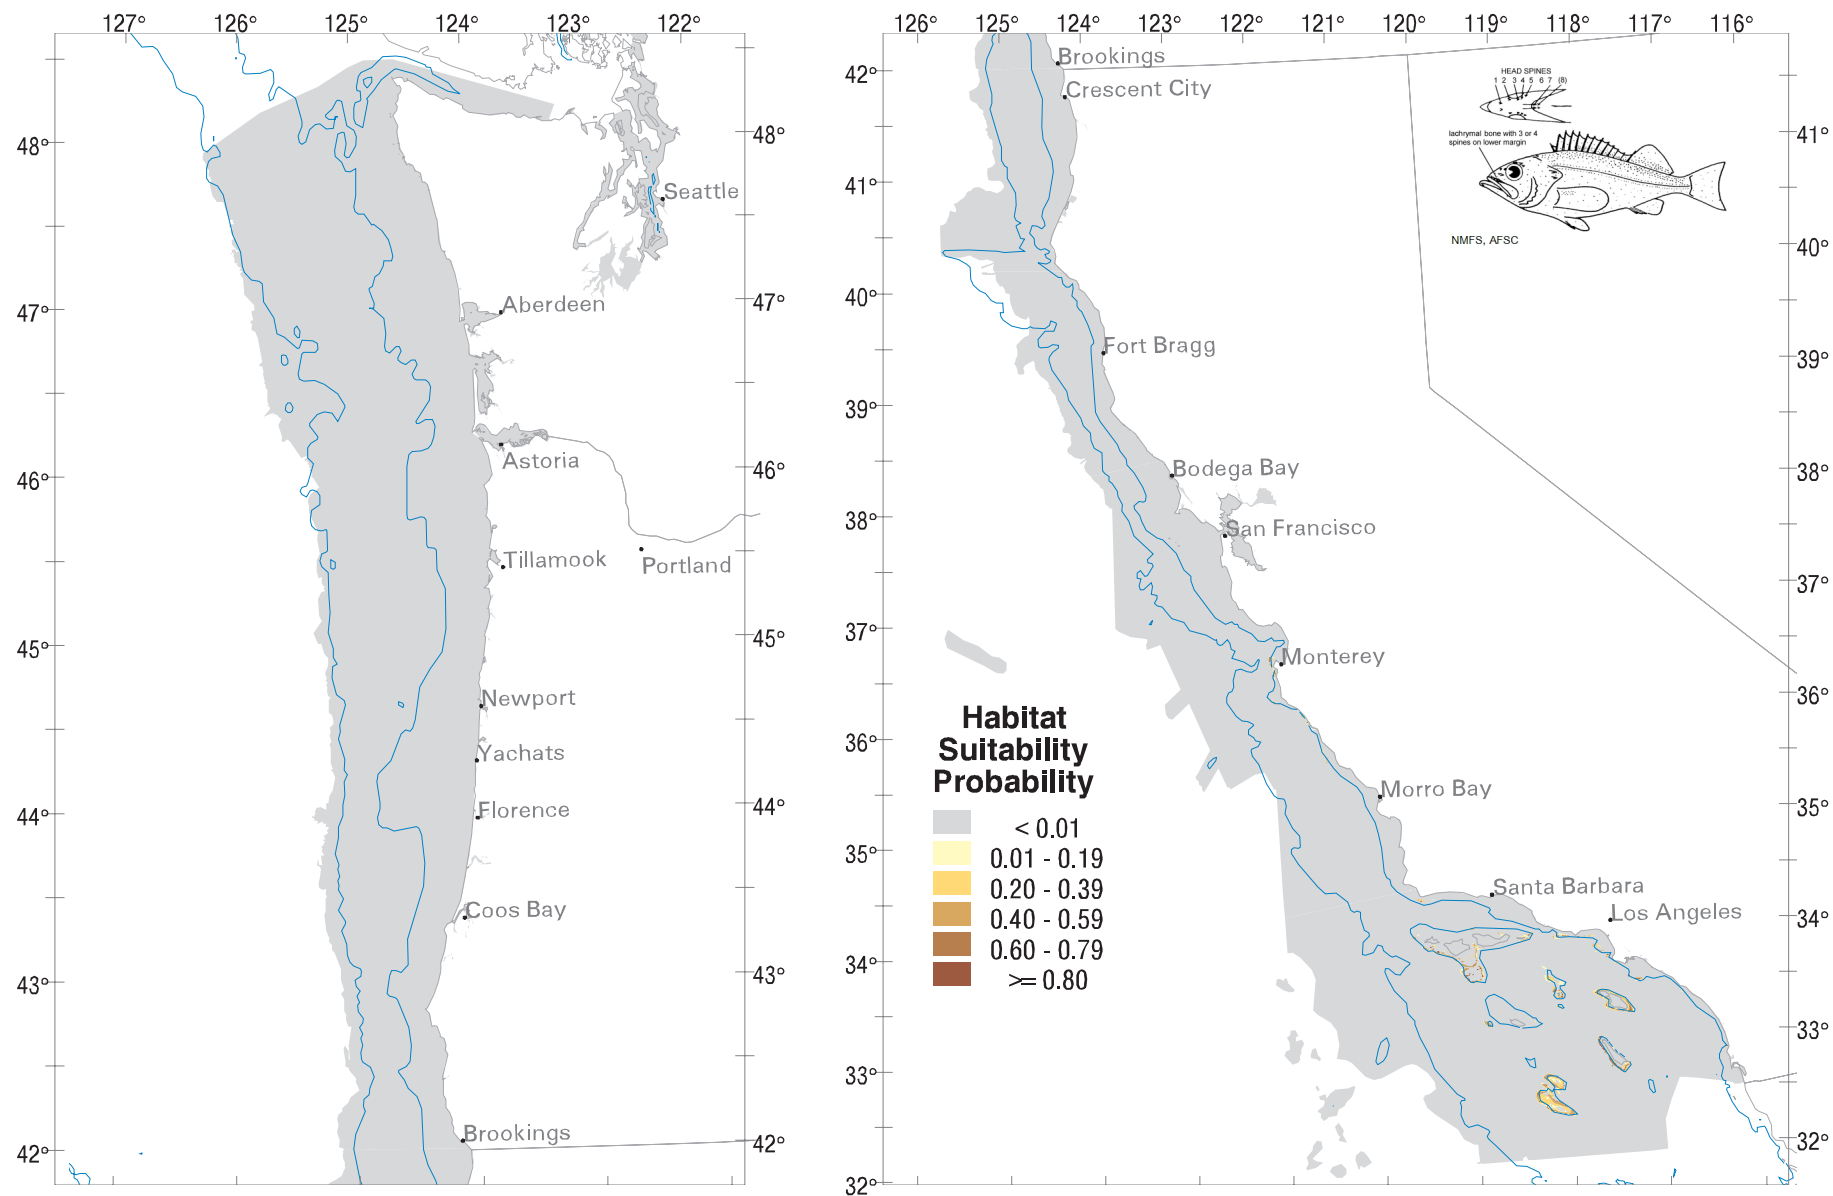 127° 125° 124° 123° 122°
48°
47°
46°
45°
44°
43°
42°
48°
47°
46°
45°
44°
43°
42°
Seattle
Aberdeen
Astoria
Tillamook
Portland
Newport
Yachats
Florence
Coos Bay
Brookings
126° 125° 124° 123° 122° 121° 120° 119° 118° 117° 116°
42°
41°
40°
39°
38°
37°
36°
35°
34°
33°
32°
41°
40°
39°
38°
37°
36°
35°
34°
33°
32°
Brookings
Crescent City
Fort Bragg
Bodega Bay
San Francisco
Monterey
Morro Bay
Santa Barbara
Los Angeles
HEAD SPINES
1 2 3 4 5 6 7 (8)
lachrymal bone with 3 or 4
spines on lower margin
NMFS, AFSC
Habitat
Suitability
Probability
< 0.01
0.01 - 0.19
0.20 - 0.39
0.40 - 0.59
0.60 - 0.79
>= 0.80